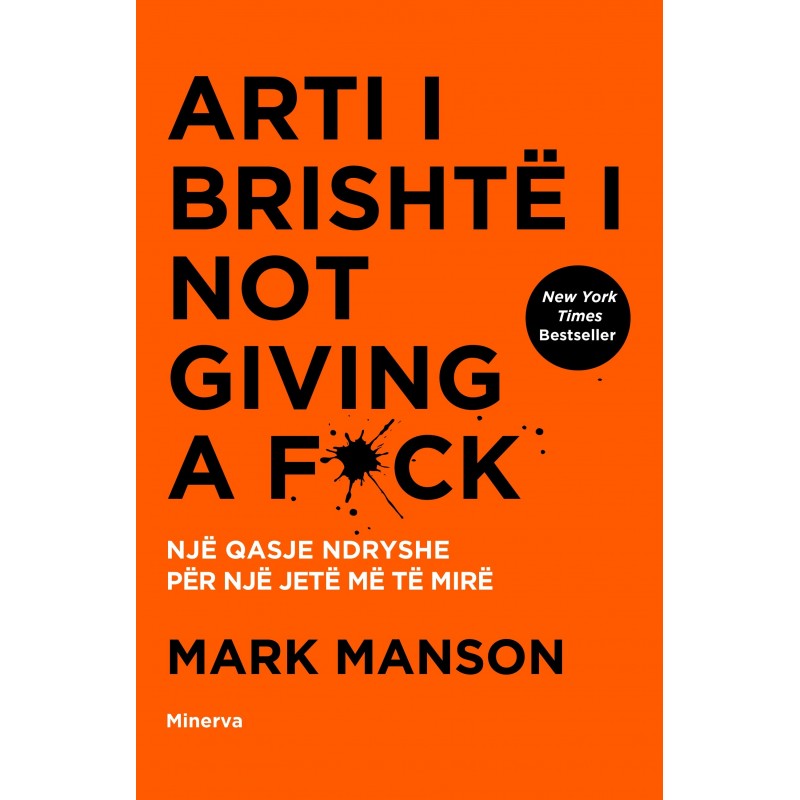 ARTI I
BRISHTË I
NOT
GIVING
A F*CK
New York
Times
Bestseller
NJË QASJE NDRYSHE
PËR NJË JETË MË TË MIRË
MARK MANSON
Minerva